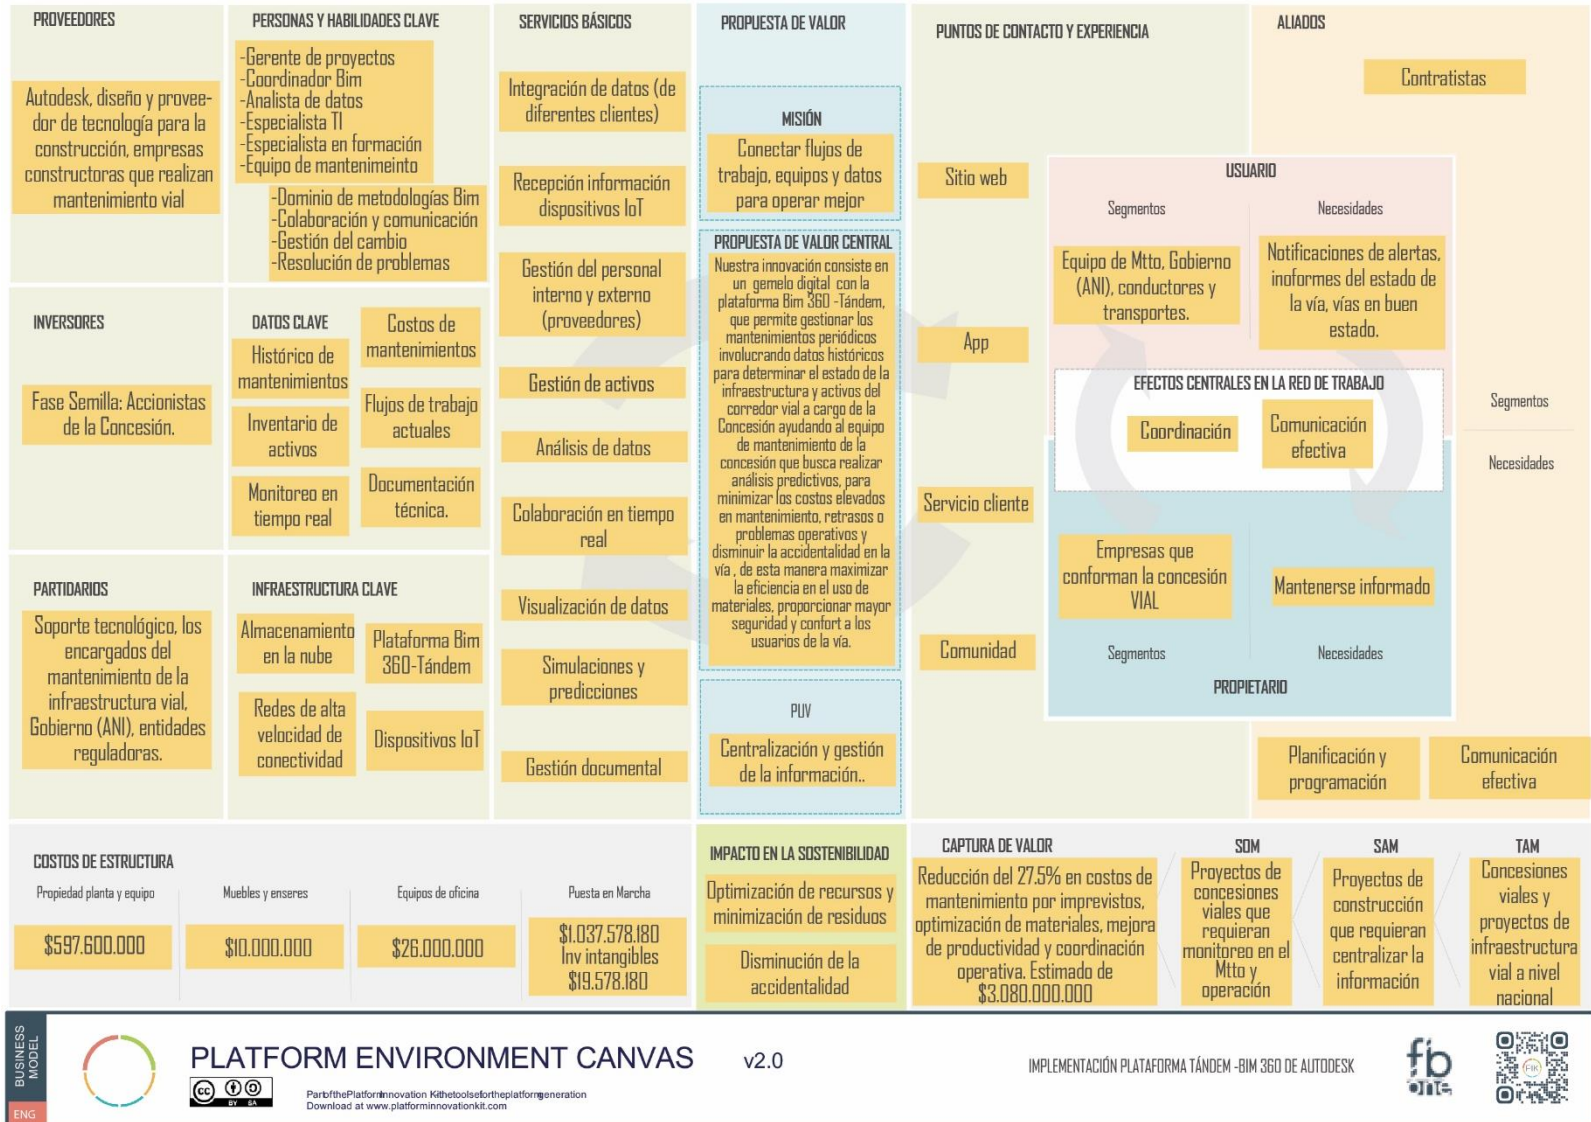 PROVEEDORES
Autodesk, diseño y provee-
dor de tecnología para la
construcción, empresas
constructoras que realizan
mantenimiento vial
PERSONAS Y HABILIDADES CLAVE
-Gerente de proyectos
-Coordinador Bim
-Analista de datos
-Especialista TI
-Especialista en formación
-Equipo de mantenimeinto
-Dominio de metodologías Bim
-Colaboración y comunicación
-Gestión del cambio
-Resolución de problemas
INVERSORES
Fase Semilla: Accionistas
de la Concesión.
DATOS CLAVE
Histórico de
mantenimientos
Costos de
mantenimientos
Inventario de
activos
Flujos de trabajo
actuales
Monitoreo en
tiempo real
Documentación
técnica.
PARTIDARIOS
Soporte tecnológico, los
encargados del
mantenimiento de la
infraestructura vial,
Gobierno (ANI), entidades
reguladoras.
INFRAESTRUCTURA CLAVE
Almacenamiento
en la nube
Plataforma Bim
360-Tándem
Redes de alta
velocidad de
conectividad
Dispositivos IoT
SERVICIOS BÁSICOS
Integración de datos (de
diferentes clientes)
Recepción información
dispositivos IoT
Gestión del personal
interno y externo
(proveedores)
Gestión de activos
Análisis de datos
Colaboración en tiempo
real
Visualización de datos
Simulaciones y
predicciones
Gestión documental
PROPUESTA DE VALOR
MISIÓN
Conectar flujos de
trabajo, equipos y datos
para operar mejor
PROPUESTA DE VALOR CENTRAL
Nuestra innovación consiste en
un gemelo digital con la
plataforma Bim 360 -Tándem,
que permite gestionar los
mantenimientos periódicos
involucrando datos históricos
para determinar el estado de la
infraestructura y activos del
corredor vial a cargo de la
Concesión ayudando al equipo
de mantenimiento de la
concesión que busca realizar
análisis predictivos, para
minimizar los costos elevados
en mantenimiento, retrasos o
problemas operativos y
disminuir la accidentalidad en la
vía , de esta manera maximizar
la eficiencia en el uso de
materiales, proporcionar mayor
seguridad y confort a los
usuarios de la vía.
PUV
Centralización y gestión
de la información..
PUNTOS DE CONTACTO Y EXPERIENCIA
Sitio web
App
Servicio cliente
Comunidad
ALIADOS
Contratistas
USUARIO
Segmentos
Necesidades
Equipo de Mtto, Gobierno
(ANI), conductores y
transportes.
Notificaciones de alertas,
inoformes del estado de
la vía, vías en buen
estado.
EFECTOS CENTRALES EN LA RED DE TRABAJO
Coordinación
Comunicación
efectiva
Segmentos
Necesidades
Empresas que
conforman la concesión
VIAL
Mantenerse informado
Segmentos
Necesidades
PROPIETARIO
Planificación y
programación
Comunicación
efectiva
COSTOS DE ESTRUCTURA
Propiedad planta y equipo
$597.600.000
Muebles y enseres
$10.000.000
Equipos de oficina
$26.000.000
Puesta en Marcha
$1.037.578.180
Inv intangibles
$19.578.180
IMPACTO EN LA SOSTENIBILIDAD
Optimización de recursos y
minimización de residuos
Disminución de la
accidentalidad
CAPTURA DE VALOR
Reducción del 27.5% en costos de
mantenimiento por imprevistos,
optimización de materiales, mejora
de productividad y coordinación
operativa. Estimado de
$3.080.000.000
SOM
Proyectos de
concesiones
viales que
requieran
monitoreo en el
Mtto y
operación
SAM
Proyectos de
construcción
que requieran
centralizar la
información
TAM
Concesiones
viales y
proyectos de
infraestructura
vial a nivel
nacional
BUSINESS
MODEL
ENG
PLATFORM ENVIRONMENT CANVAS v2.0
cc BY SA
PartofthePlatformInnovation Kithetoolsefortheplatformgeneration
Download at www.platforminnovationkit.com
IMPLEMENTACIÓN PLATAFORMA TÁNDEM -BIM 360 DE AUTODESK
fb